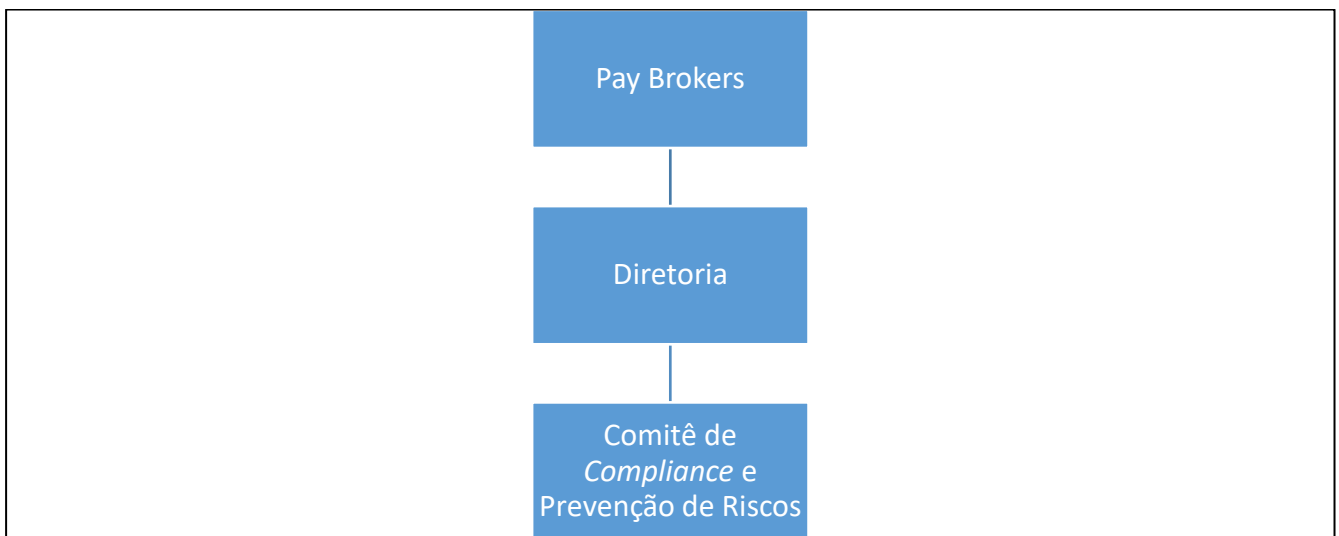 Pay Brokers
Diretoria
Comitê de
Compliance e
Prevenção de Riscos